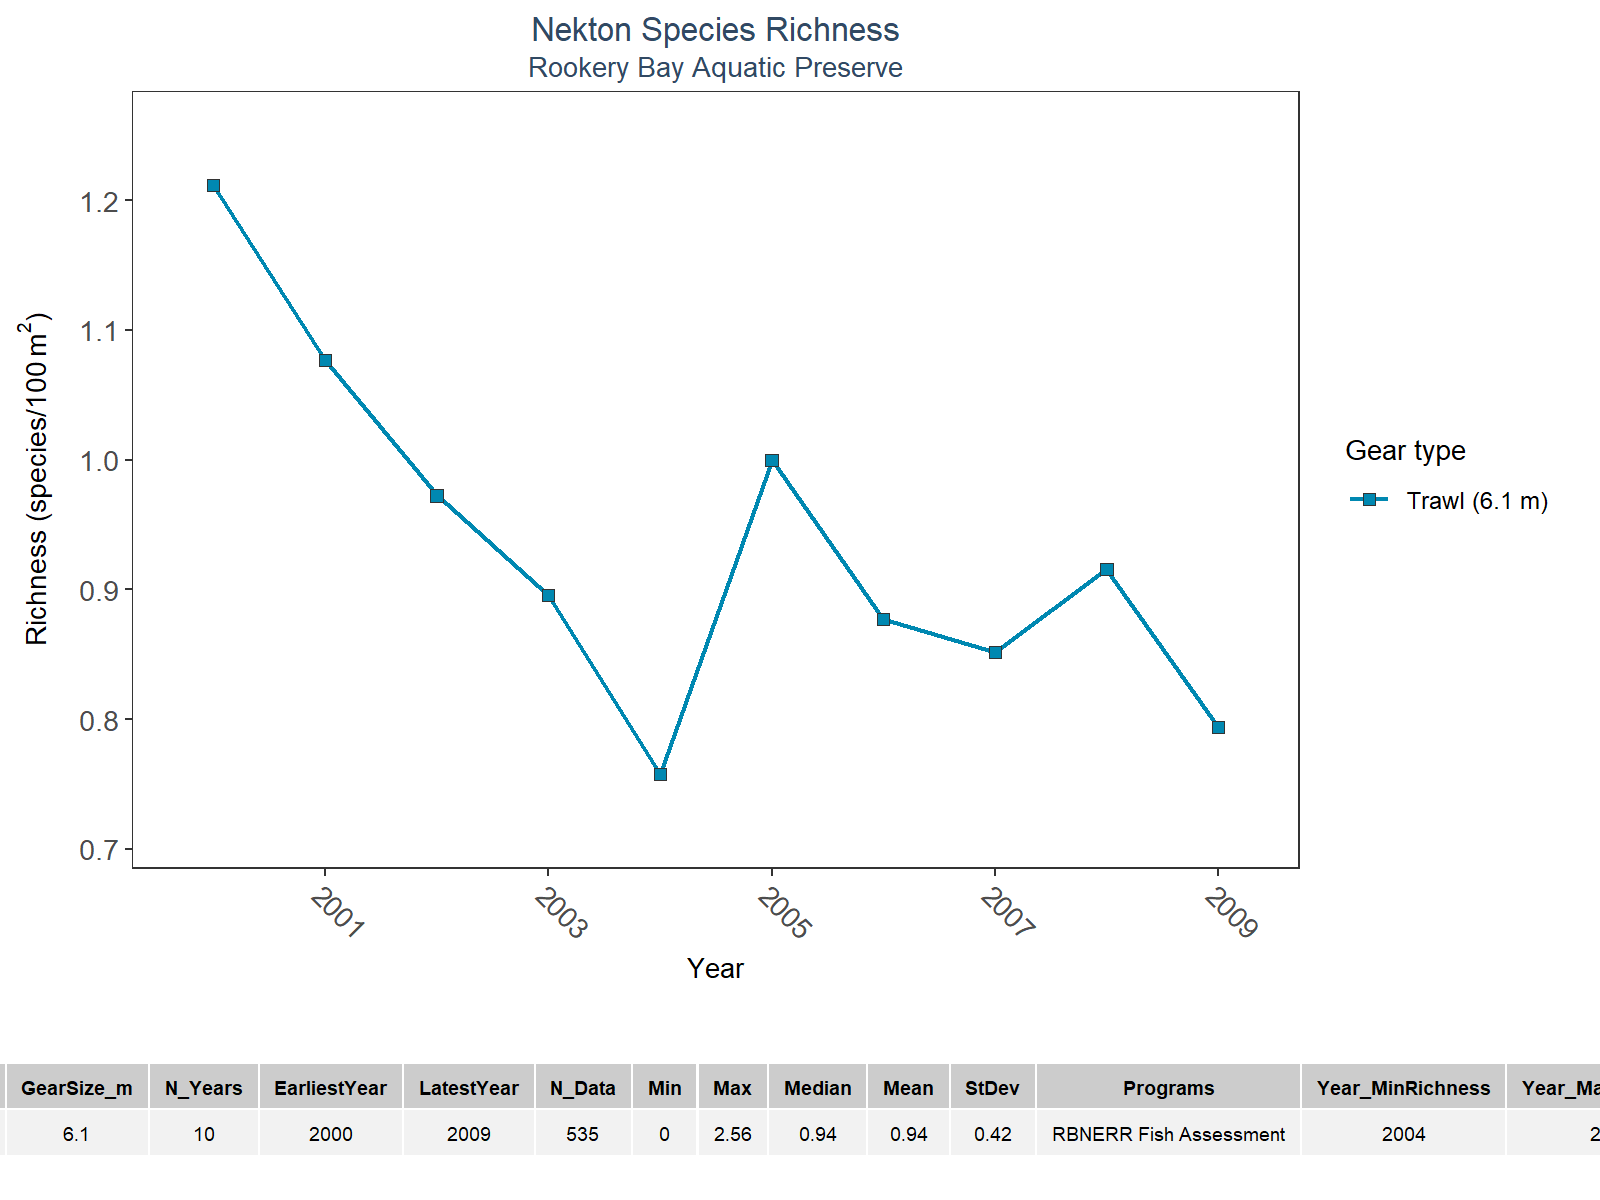 Nekton Species Richness
Rookery Bay Aquatic Preserve
Richness (species/100 m²)
1.2
1.1
1.0
0.9
0.8
0.7
2001 2003 2005 2007 2009
Year
Gear type
Trawl (6.1 m)
GearSize_m N_Years EarliestYear LatestYear N_Data Min Max Median Mean StDev Programs Year_MinRichness Year_Ma
6.1 10 2000 2009 535 0 2.56 0.94 0.94 0.42 RBNERR Fish Assessment 2004 2